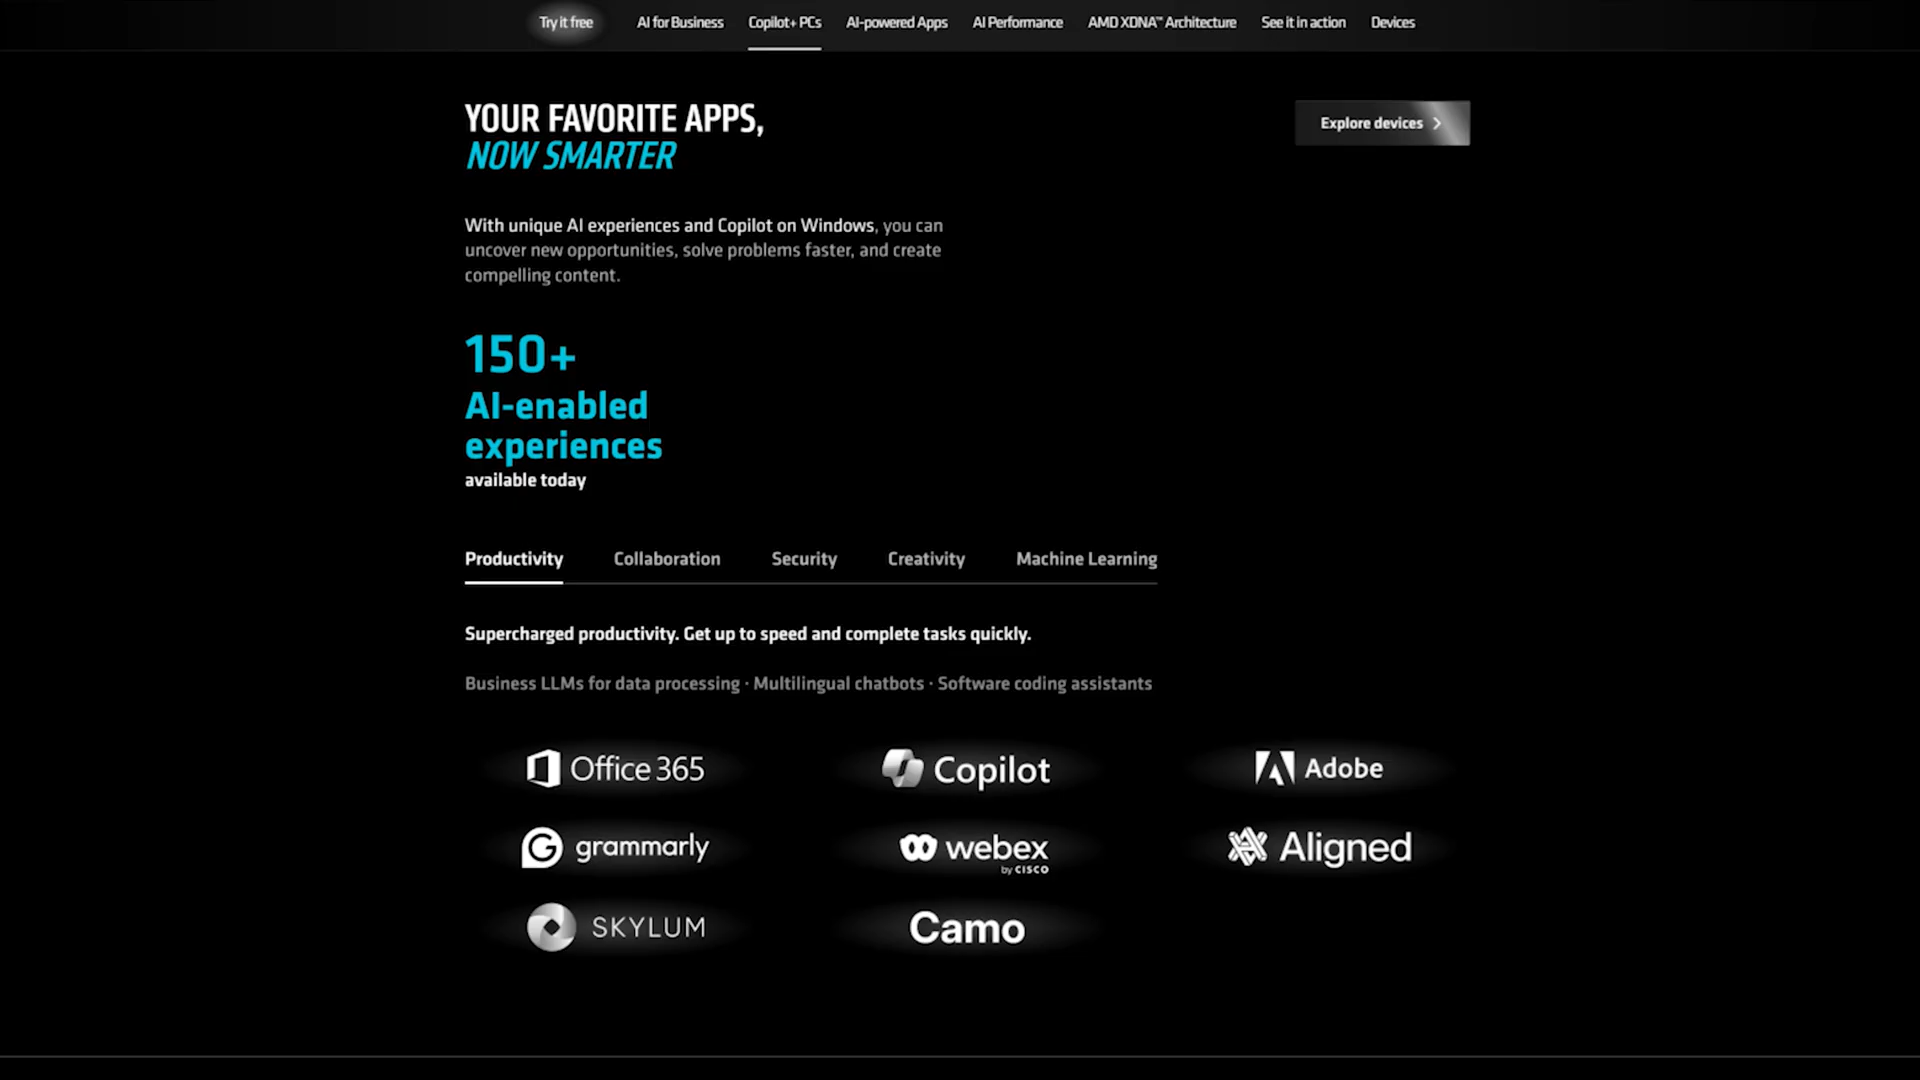 Try it free
AI for Business
Copilot+ PCs
AI-powered Apps
AI Performance
AMD XDNA™ Architecture
See it in action
Devices
YOUR FAVORITE APPS,
NOW SMARTER
Explore devices
With unique AI experiences and Copilot on Windows, you can
uncover new opportunities, solve problems faster, and create
compelling content.
150+
AI-enabled
experiences
available today
Productivity
Collaboration
Security
Creativity
Machine Learning
Supercharged productivity. Get up to speed and complete tasks quickly.
Business LLMs for data processing · Multilingual chatbots · Software coding assistants
Office 365
Copilot
Adobe
grammarly
webex
by CISCO
Aligned
SKYLUM
Camo